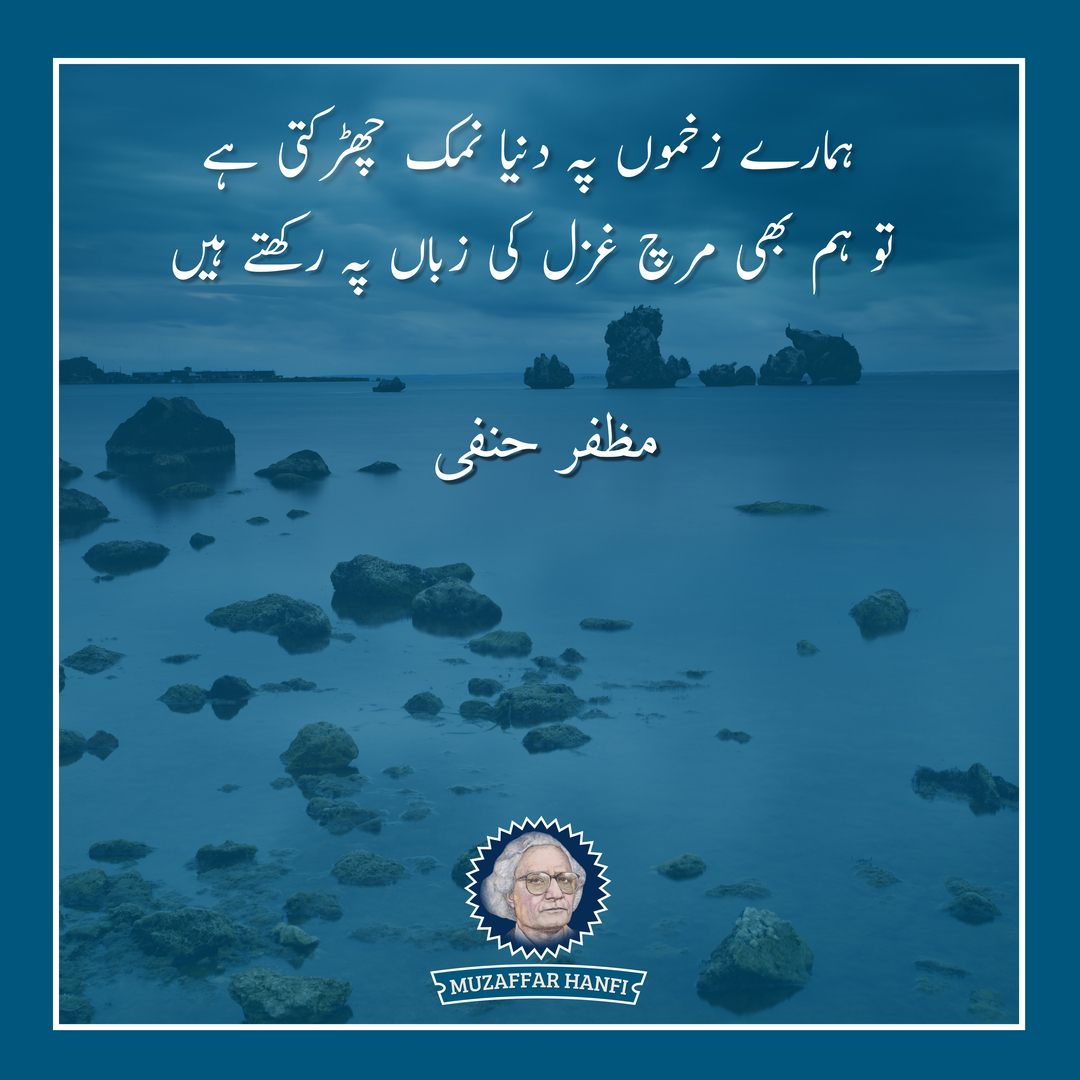 ہمارے زخموں پہ دنیا نمک چھڑکتی ہے
تو ہم بھی مرچ غزل کی زباں پہ رکھتے ہیں
مظفر حنفی
MUZAFFAR HANFI